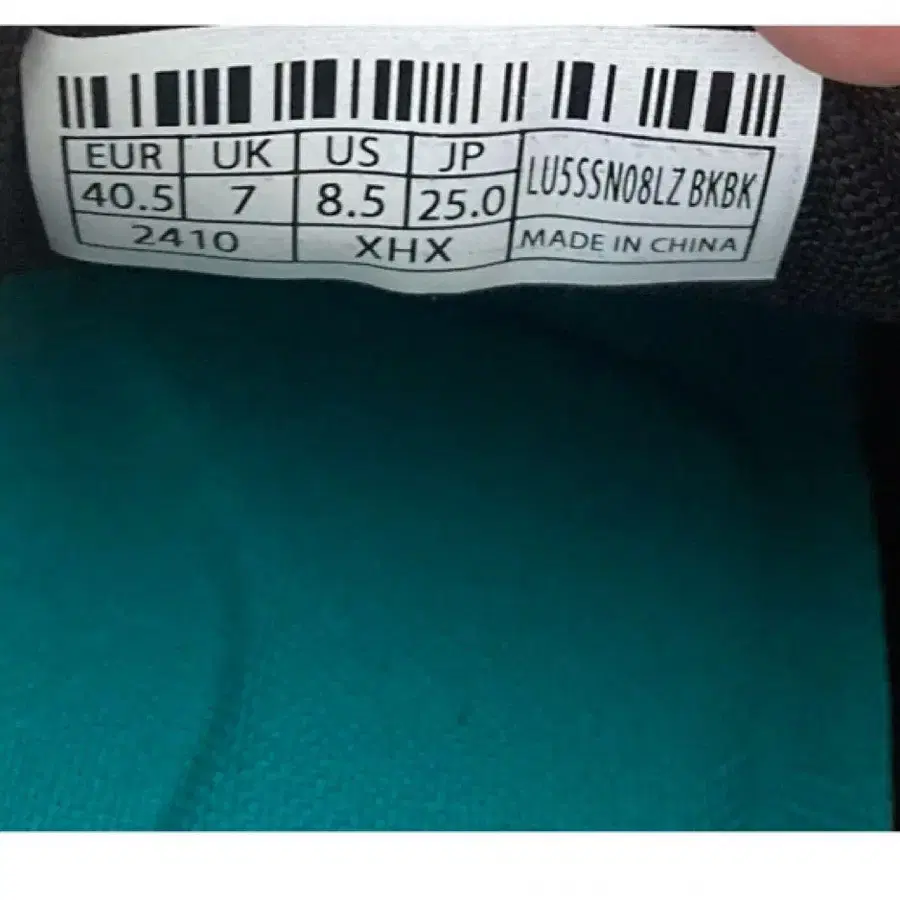 EUR UK US JP LU5SSN08LZ BKBK
40.5 7 8.5 25.0
2410 XHX MADE IN CHINA